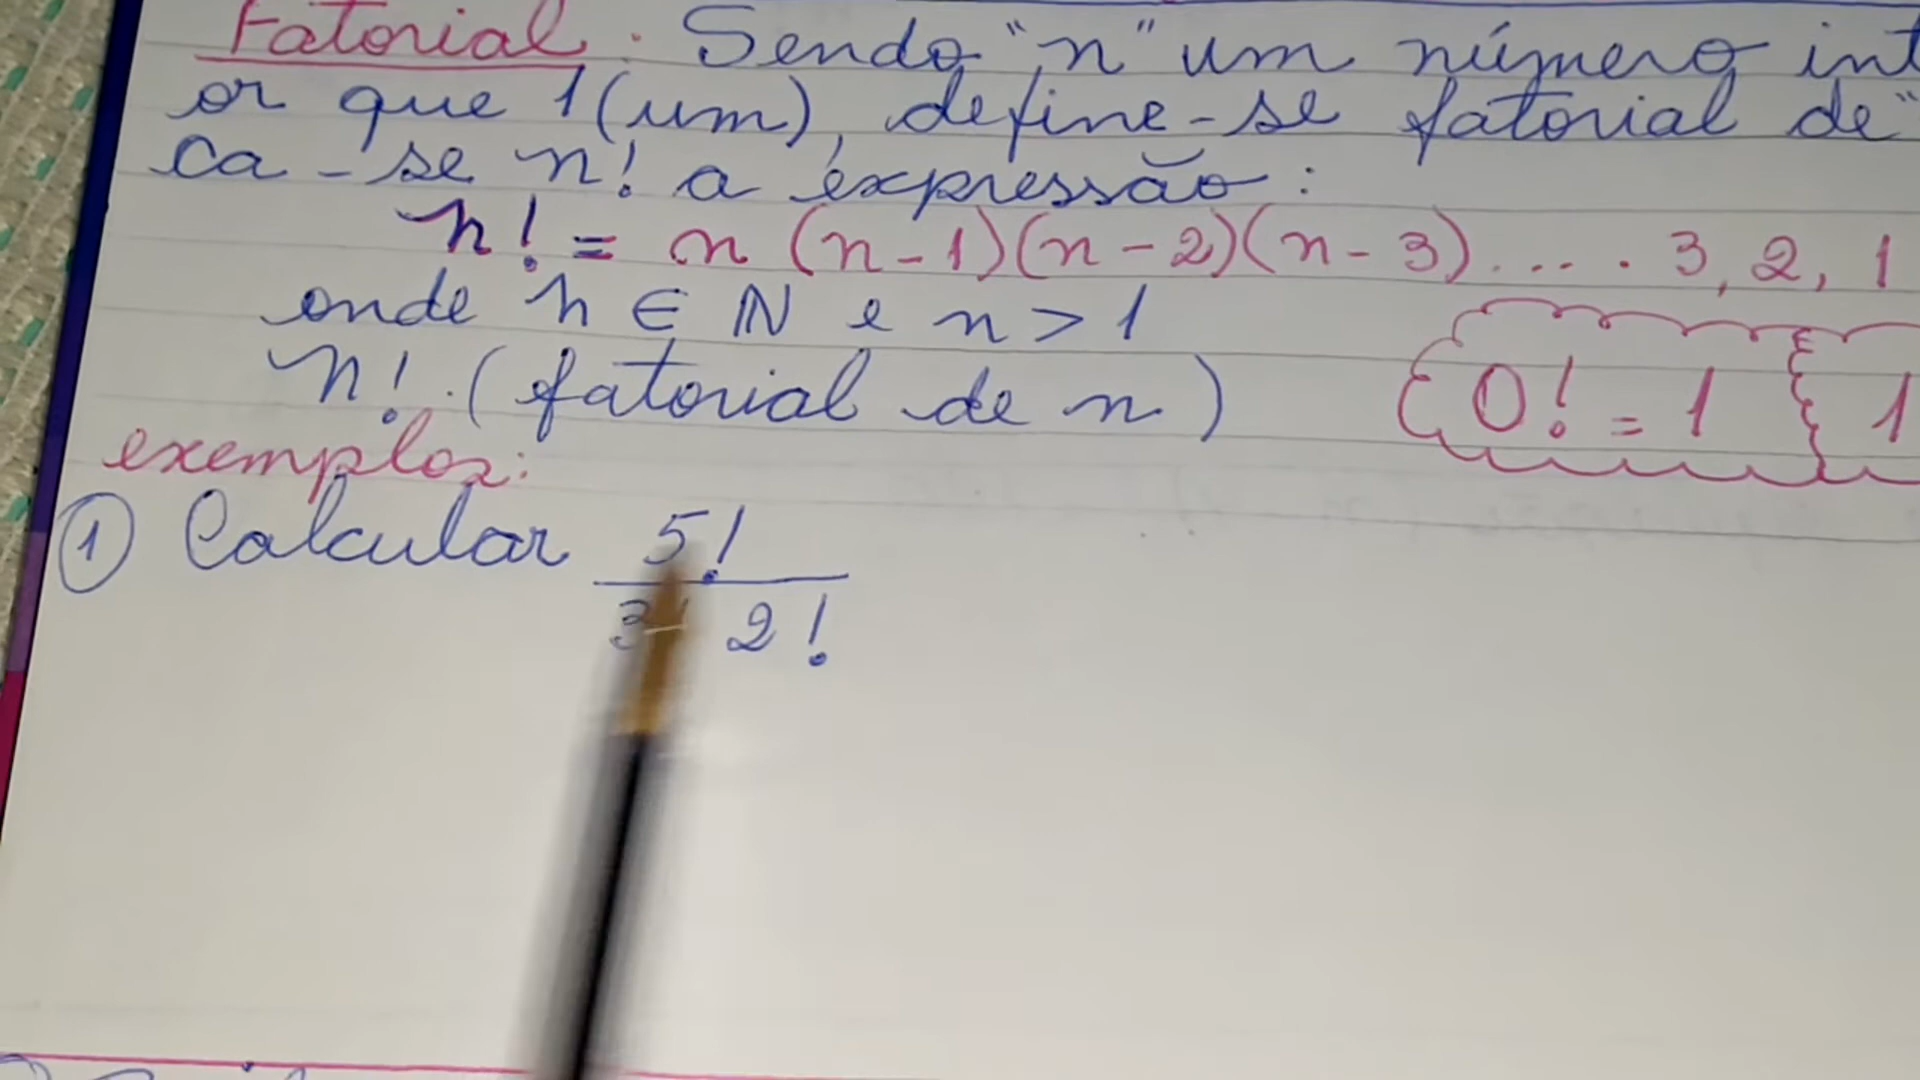 Fatorial. Sendo "n" um número int
or que 1 (um), define-se fatorial de "
ca-se n! a expressão:
n! = n (n-1)(n-2)(n-3)..... 3, 2, 1
onde n ∈ ℕ e n > 1
n! . (fatorial de n)
0! = 1 1
exemplos:
① Calcular 5!
3! 2!